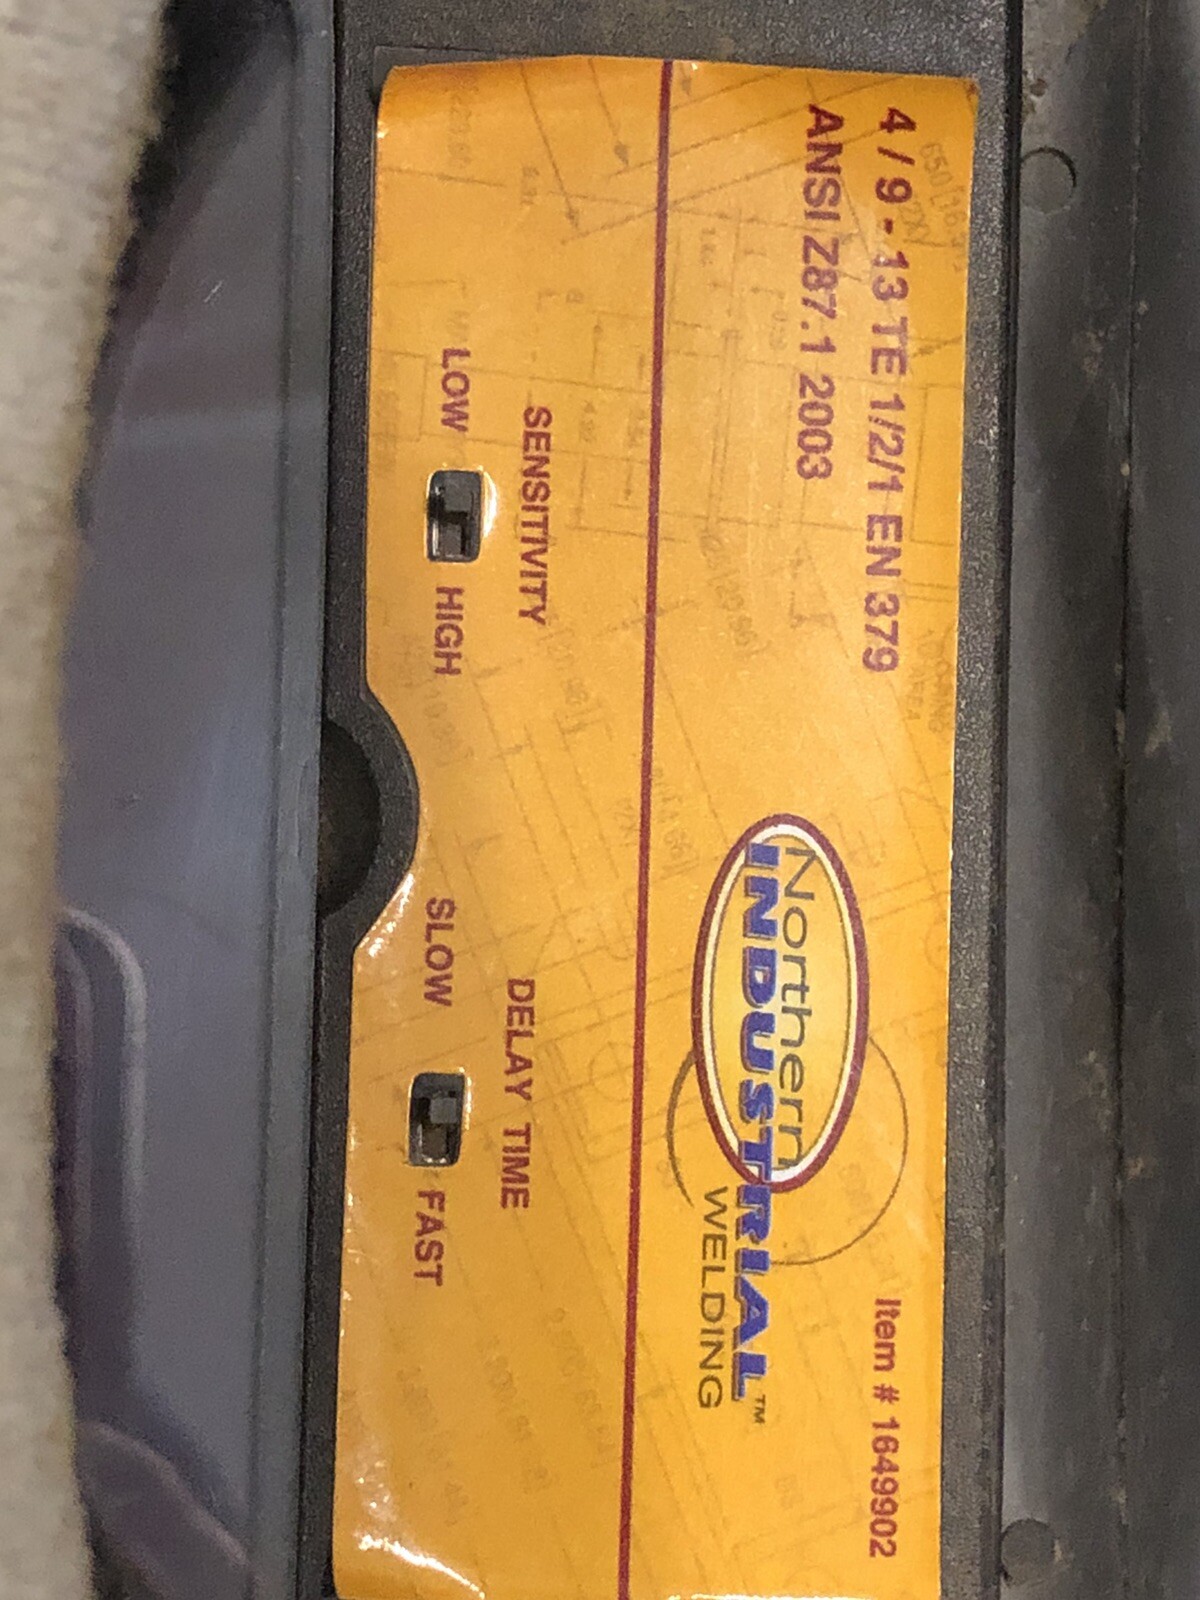 4 / 9 - 13 TE 1/2/1 EN 379
ANSI Z87.1 2003
Item # 1649902
Northern
INDUSTRIAL™
WELDING
SENSITIVITY
LOW HIGH
DELAY TIME
SLOW FAST